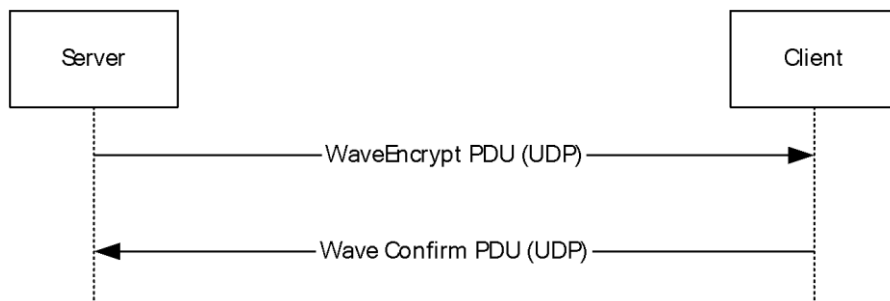 Server
Client
WaveEncrypt PDU (UDP)
Wave Confirm PDU (UDP)